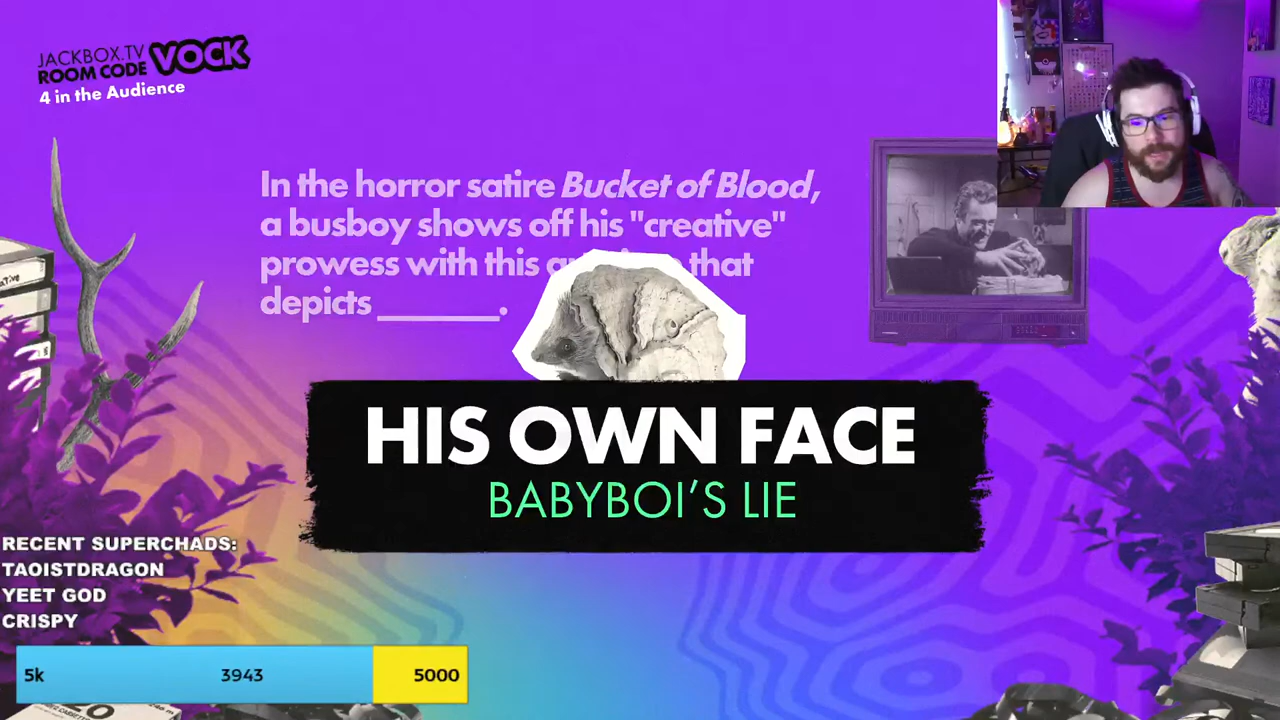 JACKBOX.TV
ROOM CODE VOCK
4 in the Audience
In the horror satire Bucket of Blood,
a busboy shows off his "creative"
prowess with this that
depicts _______.
HIS OWN FACE
BABYBOI'S LIE
RECENT SUPERCHADS:
TAOISTDRAGON
YEET GOD
CRISPY
5k 3943 5000